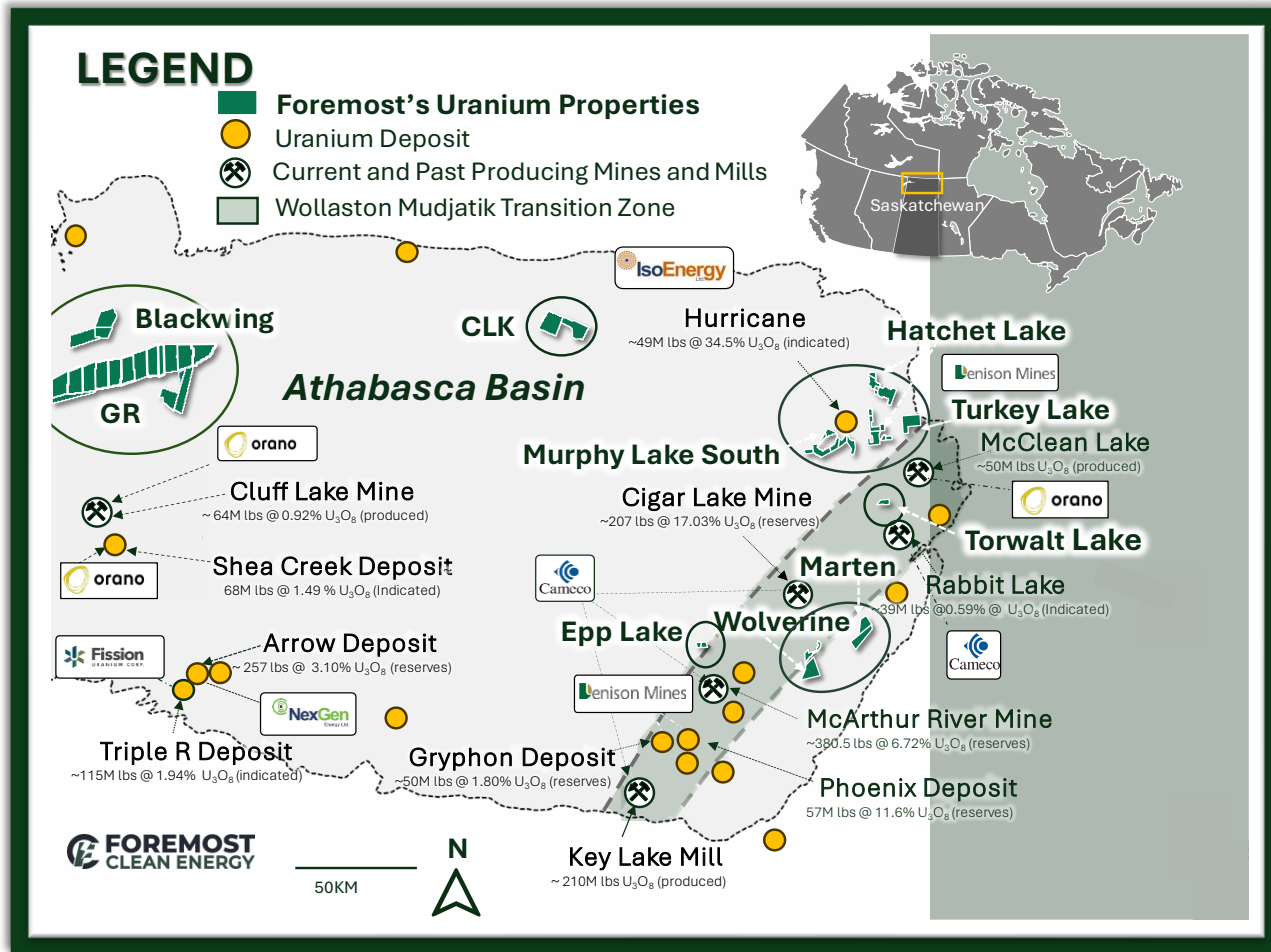 LEGEND
Foremost's Uranium Properties
Uranium Deposit
Current and Past Producing Mines and Mills
Wollaston Mudjatik Transition Zone
Saskatchewan
IsoEnergy
Blackwing
GR
CLK
Athabasca Basin
Hurricane
~49M lbs @ 34.5% U₃O₈ (indicated)
Hatchet Lake
Denison Mines
Turkey Lake
Murphy Lake South
McClean Lake
~50M lbs U₃O₈ (produced)
orano
orano
Cluff Lake Mine
~ 64M lbs @ 0.92% U₃O₈ (produced)
Cigar Lake Mine
~207 lbs @ 17.03% U₃O₈ (reserves)
Torwalt Lake
Shea Creek Deposit
68M lbs @ 1.49 % U₃O₈ (Indicated)
orano
Cameco
Marten
Rabbit Lake
~39M lbs @0.59% @ U₃O₈ (Indicated)
Cameco
Wolverine
Epp Lake
Fission
URANIUM CORP.
Arrow Deposit
~ 257 lbs @ 3.10% U₃O₈ (reserves)
NexGen
Energy Ltd.
Denison Mines
McArthur River Mine
~380.5 lbs @ 6.72% U₃O₈ (reserves)
Triple R Deposit
~115M lbs @ 1.94% U₃O₈ (indicated)
Gryphon Deposit
~50M lbs @ 1.80% U₃O₈ (reserves)
Phoenix Deposit
57M lbs @ 11.6% U₃O₈ (reserves)
Key Lake Mill
~ 210M lbs U₃O₈ (produced)
FOREMOST
CLEAN ENERGY
50KM
N